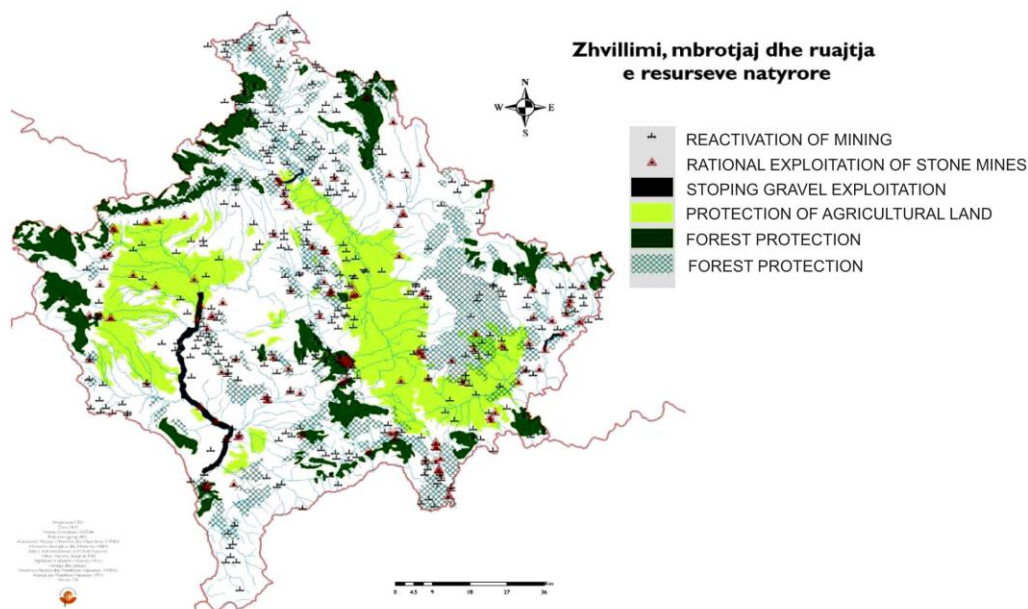 Zhvillimi, mbrotjaj dhe ruajtja
e resurseve natyrore
N
W E
S
REACTIVATION OF MINING
RATIONAL EXPLOITATION OF STONE MINES
STOPING GRAVEL EXPLOITATION
PROTECTION OF AGRICULTURAL LAND
FOREST PROTECTION
FOREST PROTECTION
0 4.5 9 18 27 36